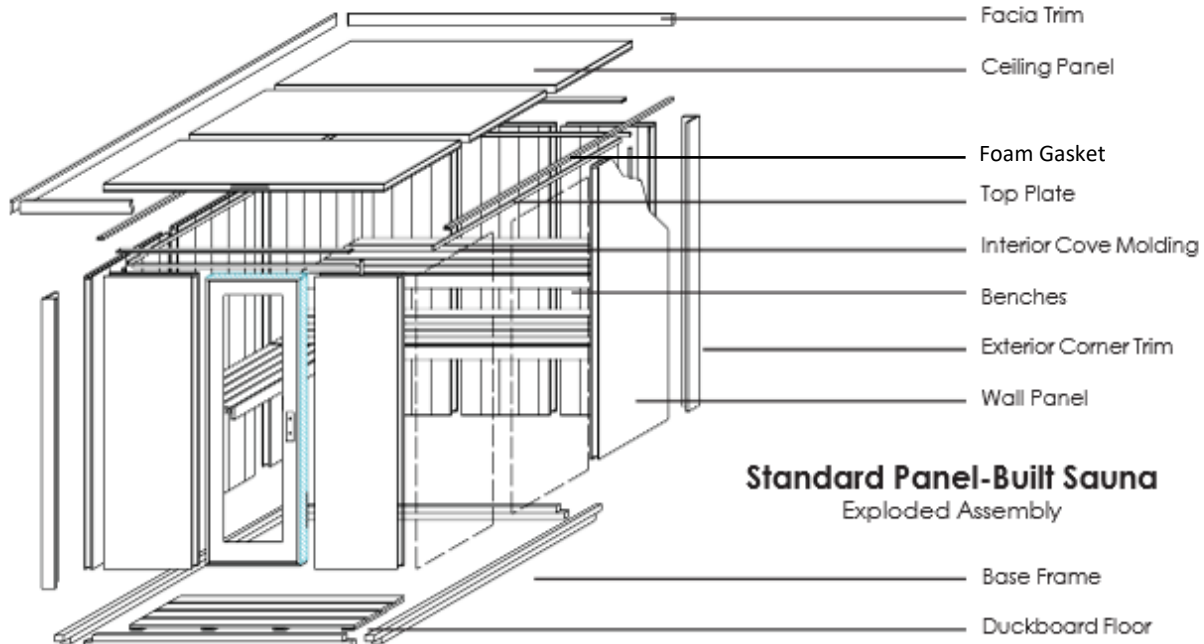 Facia Trim
Ceiling Panel
Foam Gasket
Top Plate
Interior Cove Molding
Benches
Exterior Corner Trim
Wall Panel
Standard Panel-Built Sauna
Exploded Assembly
Base Frame
Duckboard Floor